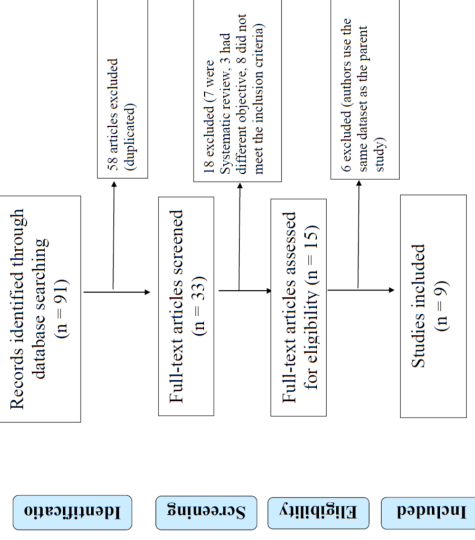 Records identified through
database searching
(n = 91)
58 articles excluded
(duplicated)
Full-text articles screened
(n = 33)
18 excluded (7 were
Systematic review, 3 had
different objective, 8 did not
meet the inclusion criteria)
Full-text articles assessed
for eligibility (n = 15)
6 excluded (authors use the
same dataset as the parent
study)
Studies included
(n = 9)
Identificatio
Screening
Eligibility
Included